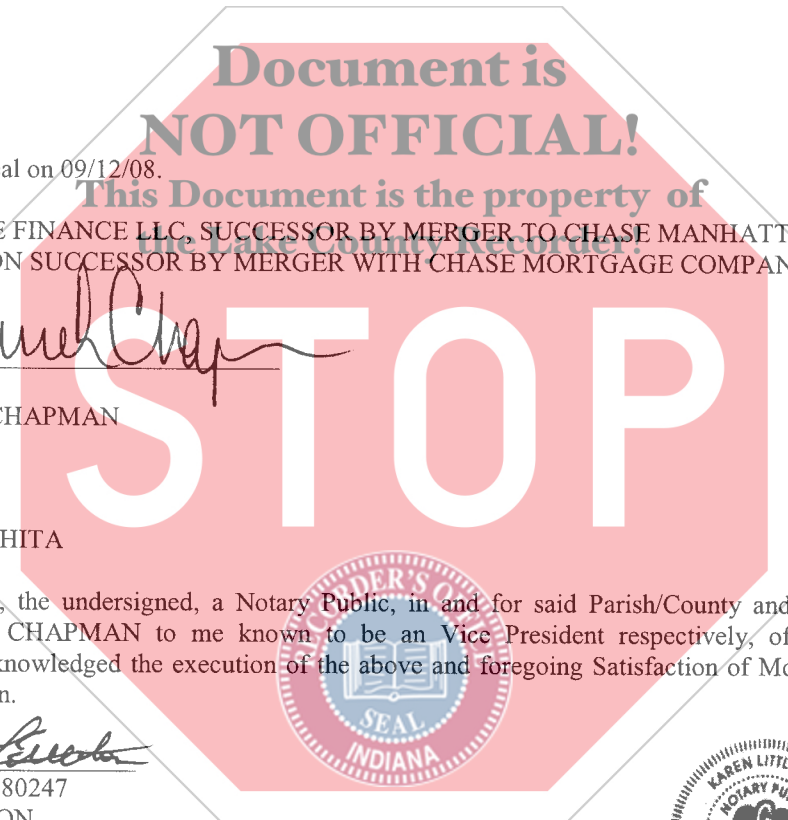 Document is
NOT OFFICIAL!
al on 09/12/08.
This Document is the property of
E FINANCE LLC, SUCCESSOR BY MERGER TO CHASE MANHATT
the Lake County Recorder!
ON SUCCESSOR BY MERGER WITH CHASE MORTGAGE COMPAN
STOP
CHAPMAN
HITA
, the undersigned, a Notary Public, in and for said Parish/County and
CHAPMAN to me known to be an Vice President respectively, of
knowledged the execution of the above and foregoing Satisfaction of Mo
n.
RECORDER'S OFFICE
SEAL
INDIANA
80247
ON
KAREN LITTL
NOTARY PU